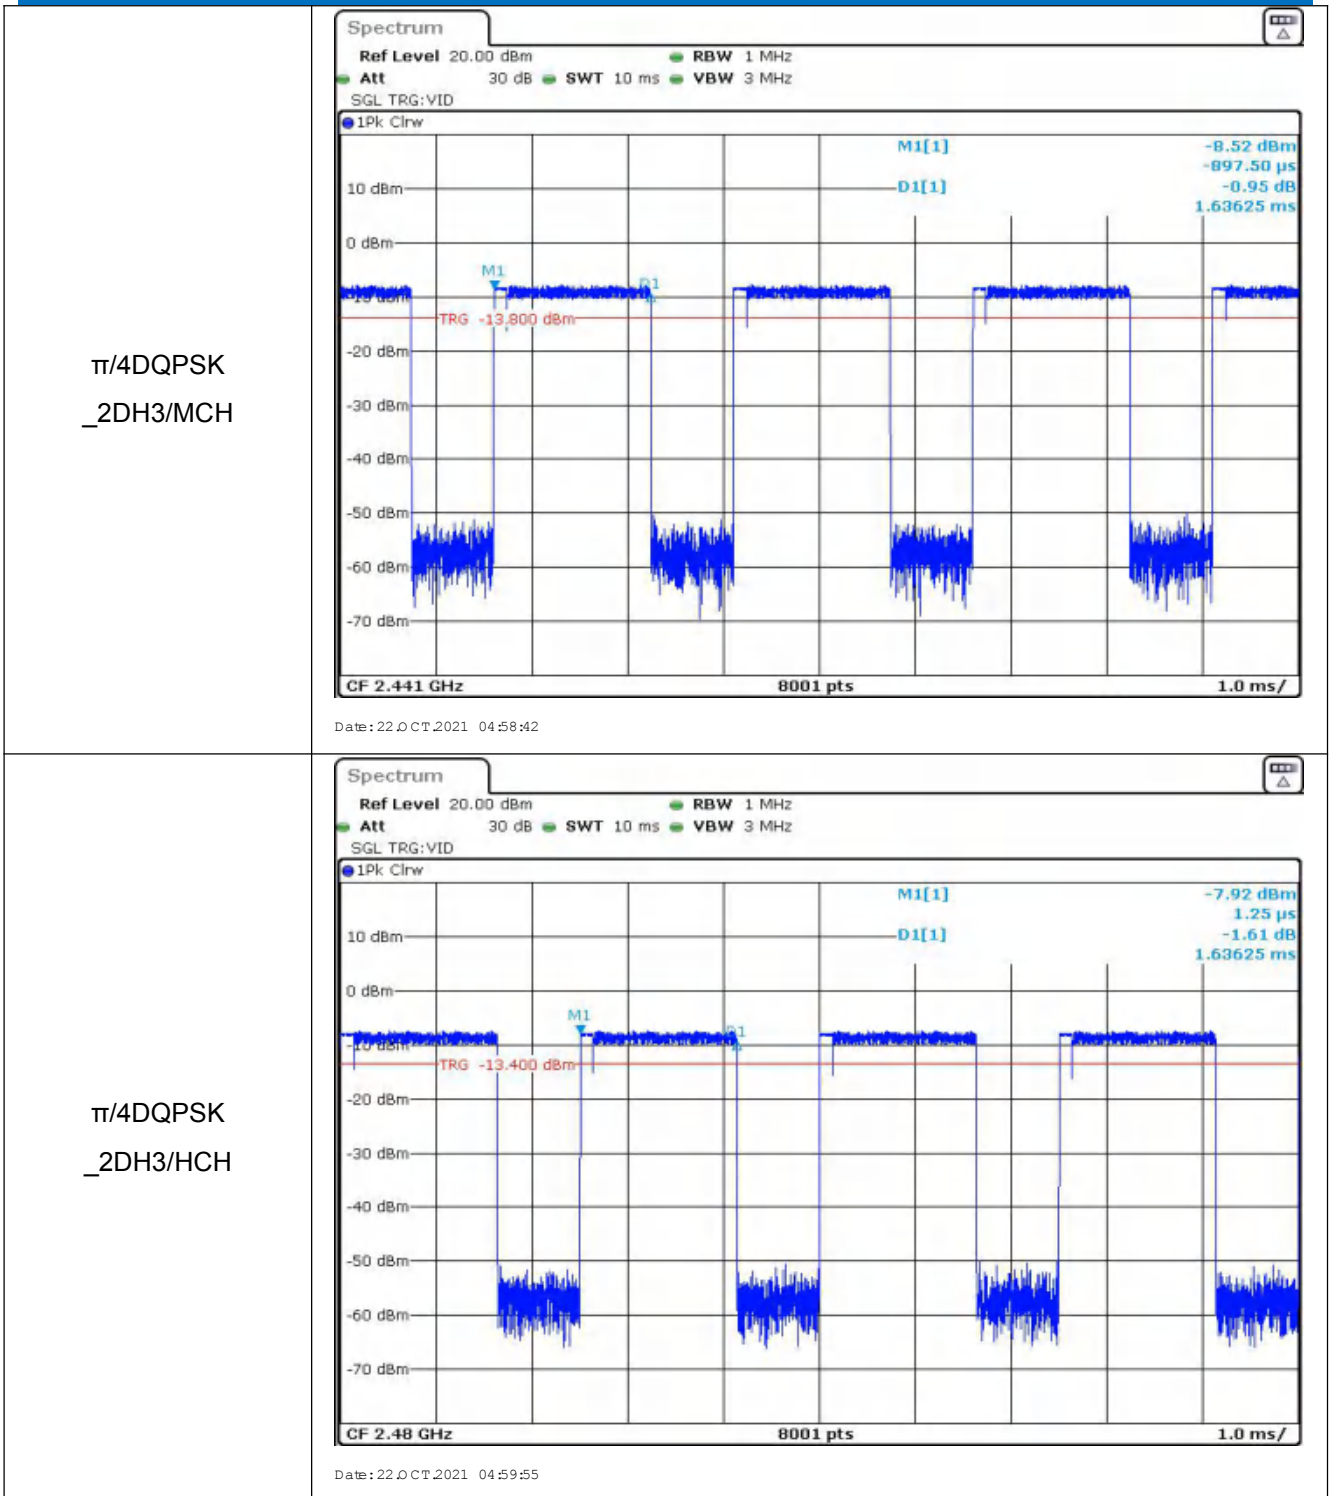 π/4DQPSK
_2DH3/MCH
Spectrum
Ref Level 20.00 dBm RBW 1 MHz
Att 30 dB SWT 10 ms VBW 3 MHz
SGL TRG:VID
1Pk Clrw
M1[1] -8.52 dBm
-897.50 µs
10 dBm D1[1] -0.95 dB
1.63625 ms
0 dBm
M1
D1
-10 dBm
TRG -13.800 dBm
-20 dBm
-30 dBm
-40 dBm
-50 dBm
-60 dBm
-70 dBm
CF 2.441 GHz 8001 pts 1.0 ms/
Date: 22.OCT.2021 04:58:42
π/4DQPSK
_2DH3/HCH
Spectrum
Ref Level 20.00 dBm RBW 1 MHz
Att 30 dB SWT 10 ms VBW 3 MHz
SGL TRG:VID
1Pk Clrw
M1[1] -7.92 dBm
1.25 µs
10 dBm D1[1] -1.61 dB
1.63625 ms
0 dBm
M1
D1
-10 dBm
TRG -13.400 dBm
-20 dBm
-30 dBm
-40 dBm
-50 dBm
-60 dBm
-70 dBm
CF 2.48 GHz 8001 pts 1.0 ms/
Date: 22.OCT.2021 04:59:55